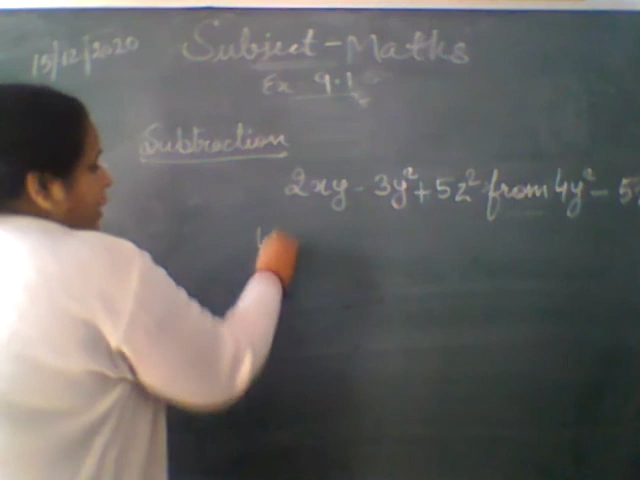 15/12/2020 Subject - Maths
Ex 9.1
Subtraction
2xy - 3y² + 5z² from 4y² - 5